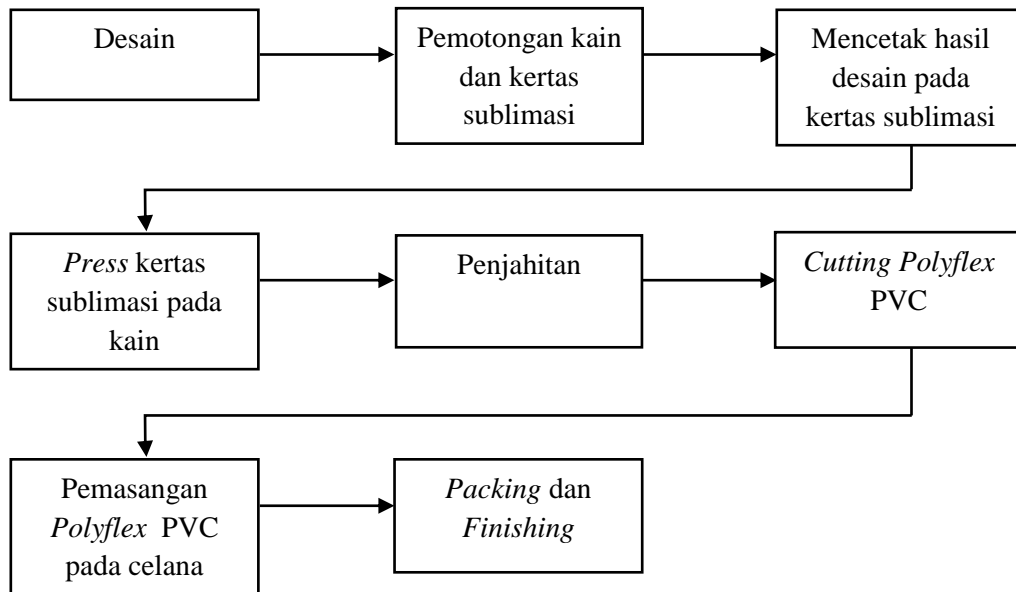 Desain
Pemotongan kain
dan kertas
sublimasi
Mencetak hasil
desain pada
kertas sublimasi
Press kertas
sublimasi pada
kain
Penjahitan
Cutting Polyflex
PVC
Pemasangan
Polyflex PVC
pada celana
Packing dan
Finishing